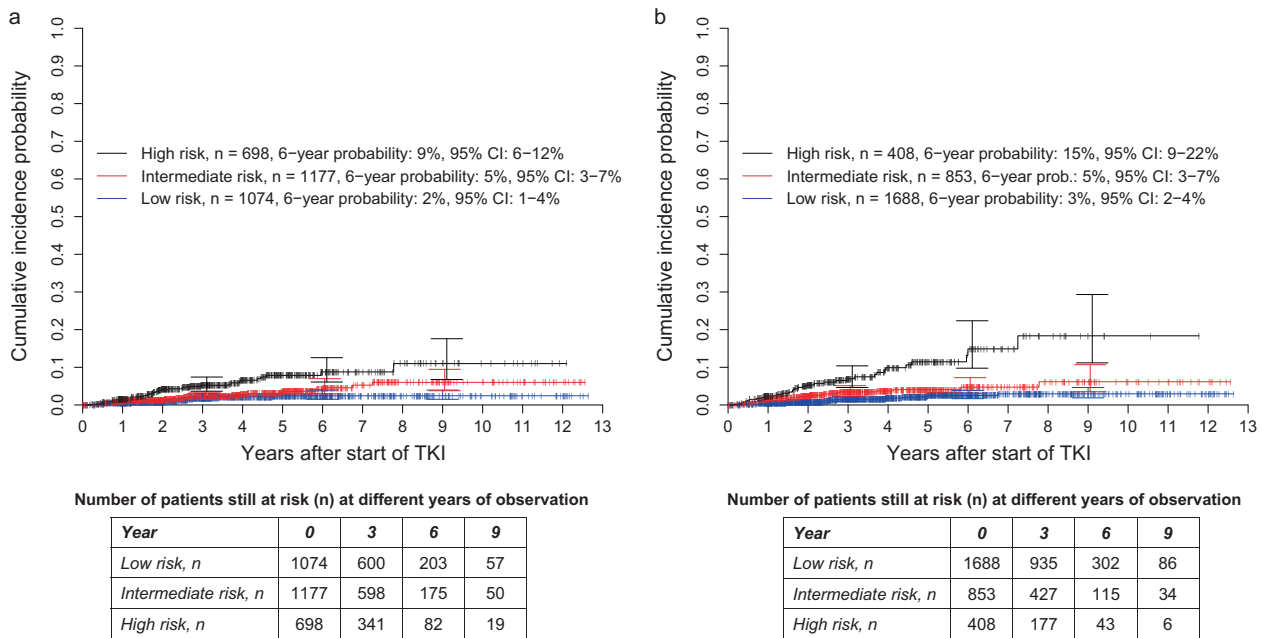 a
Cumulative incidence probability
1.0
0.9
0.8
0.7
0.6
0.5
0.4
0.3
0.2
0.1
0.0
High risk, n = 698, 6−year probability: 9%, 95% CI: 6−12%
Intermediate risk, n = 1177, 6−year probability: 5%, 95% CI: 3−7%
Low risk, n = 1074, 6−year probability: 2%, 95% CI: 1−4%
0 1 2 3 4 5 6 7 8 9 10 11 12 13
Years after start of TKI
Number of patients still at risk (n) at different years of observation
Year 0 3 6 9
Low risk, n 1074 600 203 57
Intermediate risk, n 1177 598 175 50
High risk, n 698 341 82 19
b
Cumulative incidence probability
1.0
0.9
0.8
0.7
0.6
0.5
0.4
0.3
0.2
0.1
0.0
High risk, n = 408, 6−year probability: 15%, 95% CI: 9−22%
Intermediate risk, n = 853, 6−year prob.: 5%, 95% CI: 3−7%
Low risk, n = 1688, 6−year probability: 3%, 95% CI: 2−4%
0 1 2 3 4 5 6 7 8 9 10 11 12 13
Years after start of TKI
Number of patients still at risk (n) at different years of observation
Year 0 3 6 9
Low risk, n 1688 935 302 86
Intermediate risk, n 853 427 115 34
High risk, n 408 177 43 6